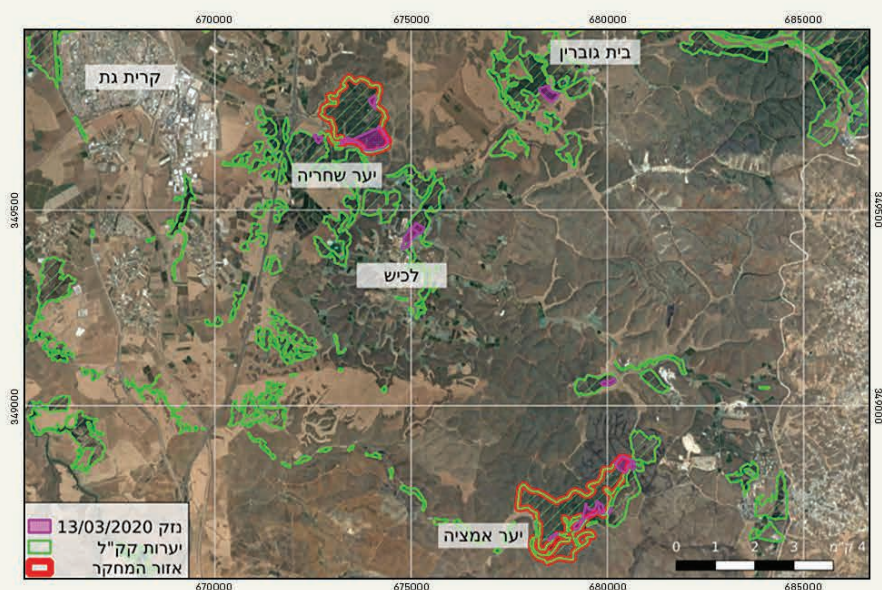 670000 675000 680000 685000
קרית גת
בית גוברין
יער שחריה
349500 349500
לכיש
349000 349000
יער אמציה
נזק 13/03/2020
יערות קק"ל
אזור המחקר
0 1 2 3 4 ק"מ
670000 675000 680000 685000